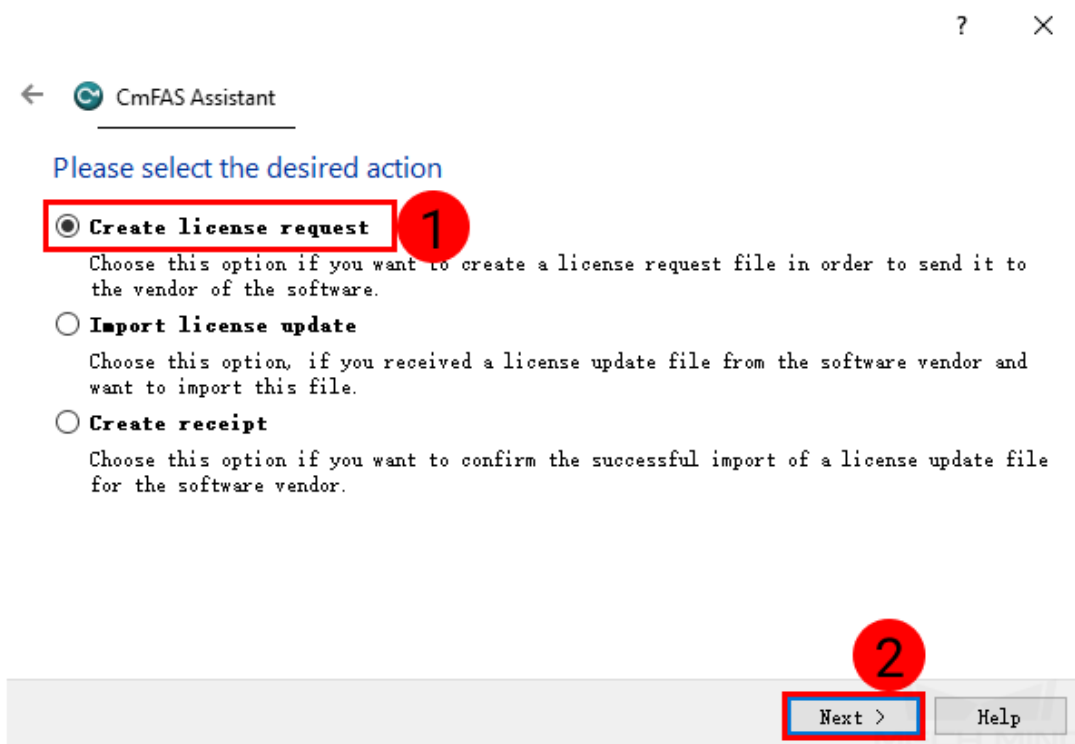 ?
CmFAS Assistant
Please select the desired action
Create license request
1
Choose this option if you want to create a license request file in order to send it to
the vendor of the software.
Import license update
Choose this option, if you received a license update file from the software vendor and
want to import this file.
Create receipt
Choose this option if you want to confirm the successful import of a license update file
for the software vendor.
2
Next >
Help